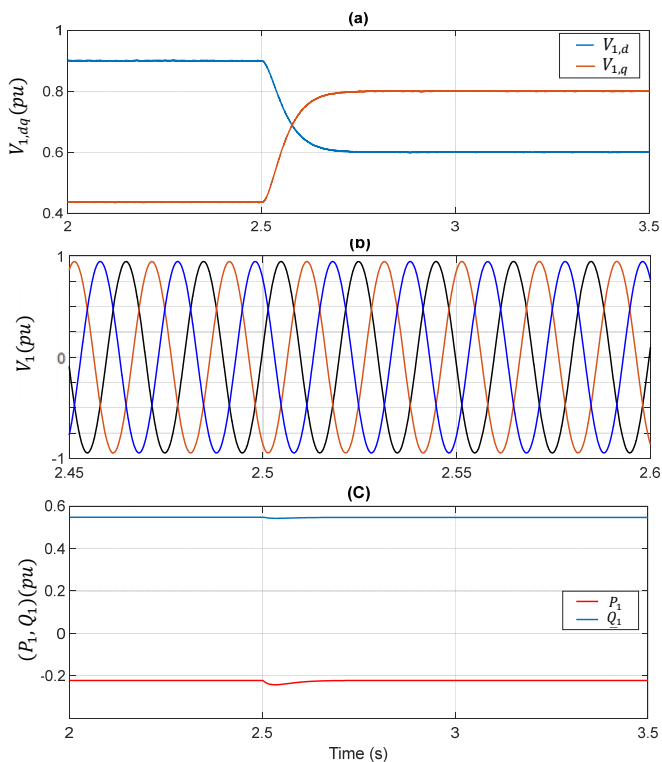 (a)
V1,dq(pu)
1
0.8
0.6
0.4
V1,d
V1,q
2
2.5
3
3.5
(b)
V1(pu)
1
0
-1
2.45
2.5
2.55
2.6
(C)
(P1, Q1)(pu)
0.6
0.4
0.2
0
-0.2
P1
Q1
2
2.5
3
3.5
Time (s)